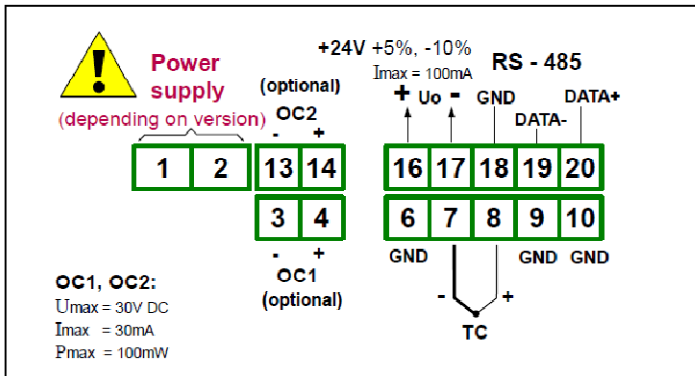 +24V +5%, -10%
Power supply
(optional)
Imax = 100mA
RS - 485
(depending on version)
OC2
+ Uo - GND
DATA+
- +
DATA-
1 2 13 14 16 17 18 19 20
3 4 6 7 8 9 10
- +
GND
GND GND
OC1
(optional)
- +
TC
OC1, OC2:
Umax = 30V DC
Imax = 30mA
Pmax = 100mW